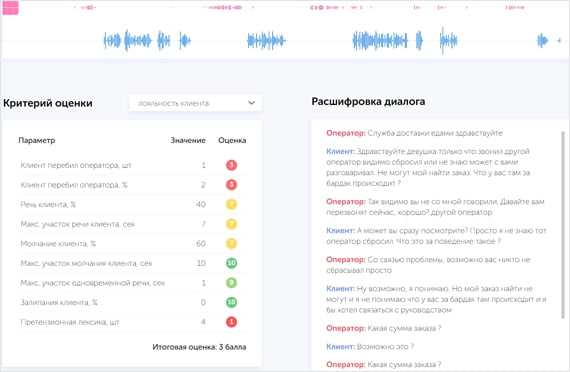 Критерий оценки
лояльность клиента
Параметр Значение Оценка
Клиент перебил оператора, шт 1 3
Клиент перебил оператора, % 2 3
Речь клиента, % 40 7
Макс. участок речи клиента, сек 7 7
Молчание клиента, % 60 7
Макс. участок молчания клиента, сек 10 10
Макс. участок одновременной речи, сек 1 9
Залипания клиента, % 0 10
Претензионная лексика, шт 4 1
Итоговая оценка: 3 балла
Расшифровка диалога
Оператор: Служба доставки едами здравствуйте
Клиент: Здравствуйте девушка только что звонил другой
оператор видимо сбросил или не знаю может с вами
разговаривал. Не могут мой найти заказ. Что у вас там за
бардак происходит ?
Оператор: Так видимо вы не со мной говорили. Давайте вам
перезвонят сейчас, хорошо? другой оператор
Клиент: А может вы сразу посмотрите? Просто я не знаю тот
оператор сбросил. Что это за поведение такое ?
Оператор: Со связью проблемы, возможно вас никто не
сбрасывал просто
Клиент: Ну возможно, я понимаю. Но мой заказ найти не
могут и я не понимаю что у вас за бардак там происходит и я
бы хотел связаться с руководством
Оператор: Какая сумма заказа ?
Клиент: Возможно это ?
Оператор: Какая сумма заказа ?